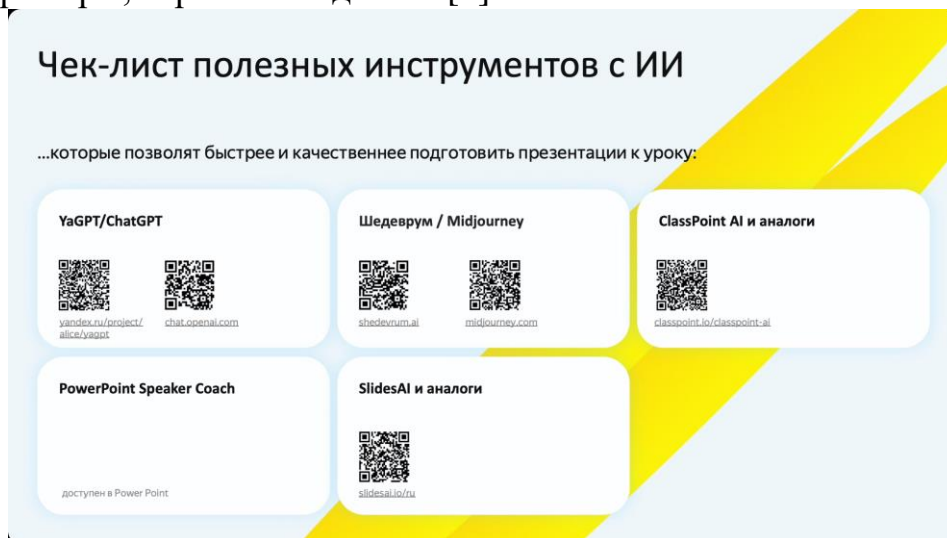 Чек-лист полезных инструментов с ИИ
...которые позволят быстрее и качественнее подготовить презентации к уроку:
YaGPT/ChatGPT
yandex.ru/project/
alice/yagpt
chat.openai.com
Шедеврум / Midjourney
shedevrum.ai
midjourney.com
ClassPoint AI и аналоги
classpoint.io/classpoint-ai
PowerPoint Speaker Coach
доступен в Power Point
SlidesAI и аналоги
slidesai.io/ru